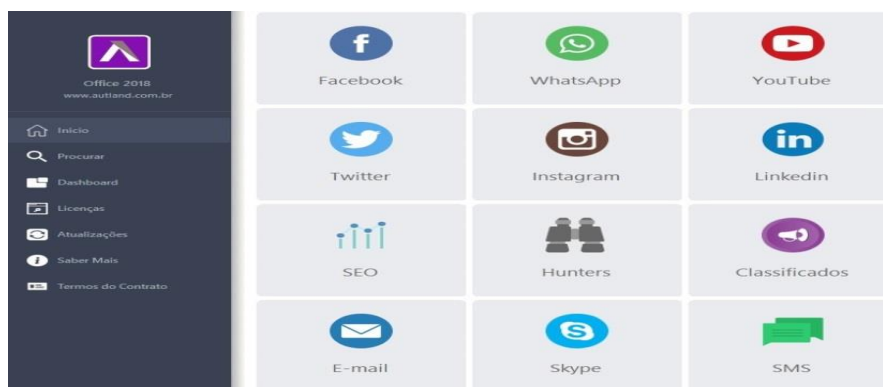 Office 2018
www.autland.com.br
Início
Procurar
Dashboard
Licenças
Atualizações
Saber Mais
Termos do Contrato
Facebook
WhatsApp
YouTube
Twitter
Instagram
Linkedin
SEO
Hunters
Classificados
E-mail
Skype
SMS